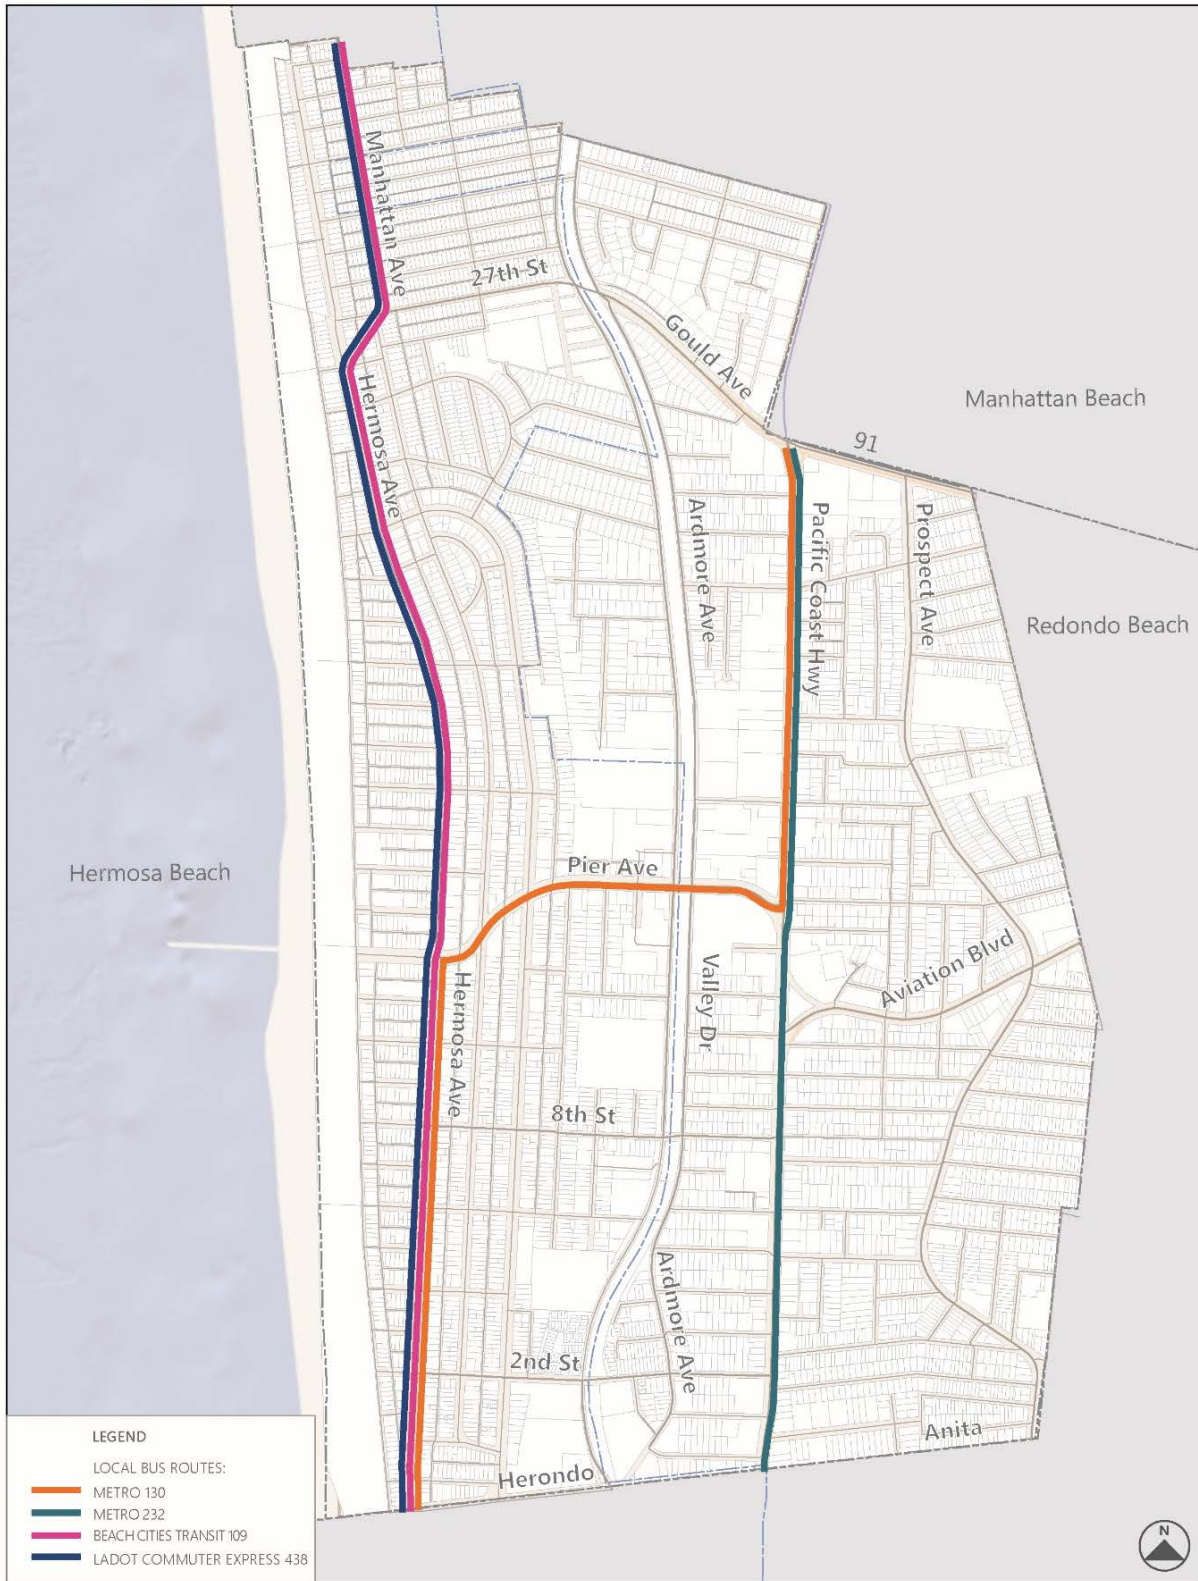 Manhattan Ave
27th St
Gould Ave
Manhattan Beach
91
Hermosa Ave
Ardmore Ave
Pacific Coast Hwy
Prospect Ave
Redondo Beach
Pier Ave
Hermosa Beach
Aviation Blvd
Hermosa Ave
Valley Dr
8th St
Ardmore Ave
2nd St
Anita
Herondo
LEGEND
LOCAL BUS ROUTES:
METRO 130
METRO 232
BEACH CITIES TRANSIT 109
LADOT COMMUTER EXPRESS 438
N